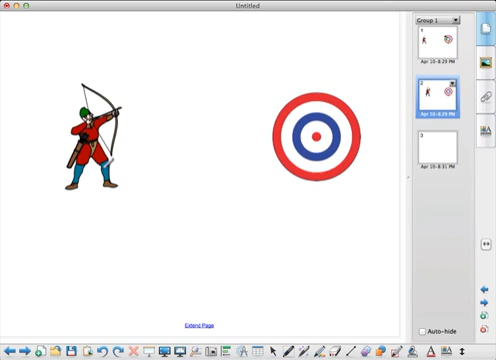 Untitled
Group 1
1
Apr 10-8:29 PM
2
Apr 10-8:29 PM
3
Apr 10-8:31 PM
Extend Page
Auto-hide